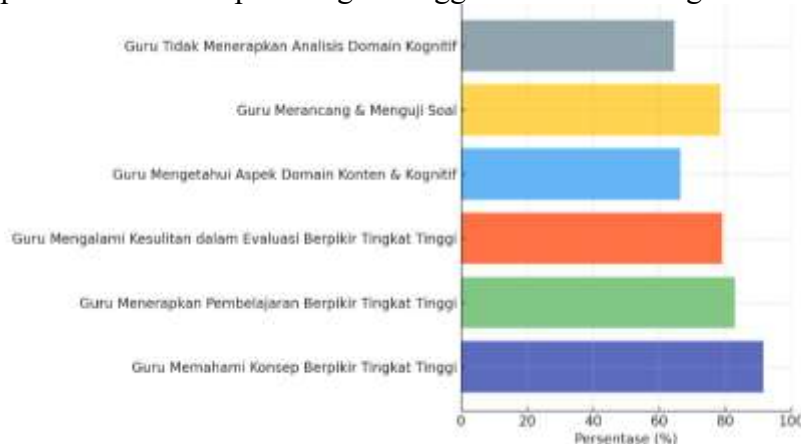 Guru Tidak Menerapkan Analisis Domain Kognitif
Guru Merancang & Menguji Soal
Guru Mengetahui Aspek Domain Konten & Kognitif
Guru Mengalami Kesulitan dalam Evaluasi Berpikir Tingkat Tinggi
Guru Menerapkan Pembelajaran Berpikir Tingkat Tinggi
Guru Memahami Konsep Berpikir Tingkat Tinggi
0 20 40 60 80 100
Persentase (%)